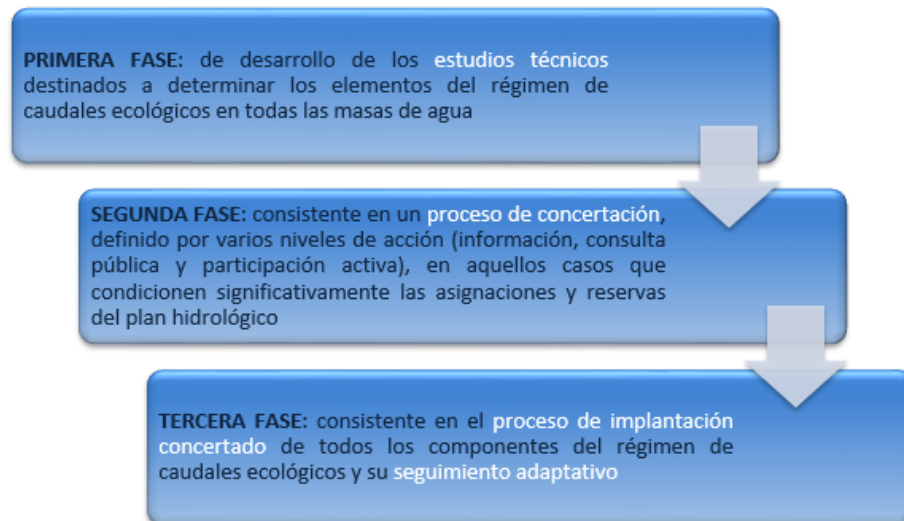 PRIMERA FASE: de desarrollo de los estudios técnicos
destinados a determinar los elementos del régimen de
caudales ecológicos en todas las masas de agua
SEGUNDA FASE: consistente en un proceso de concertación,
definido por varios niveles de acción (información, consulta
pública y participación activa), en aquellos casos que
condicionen significativamente las asignaciones y reservas
del plan hidrológico
TERCERA FASE: consistente en el proceso de implantación
concertado de todos los componentes del régimen de
caudales ecológicos y su seguimiento adaptativo